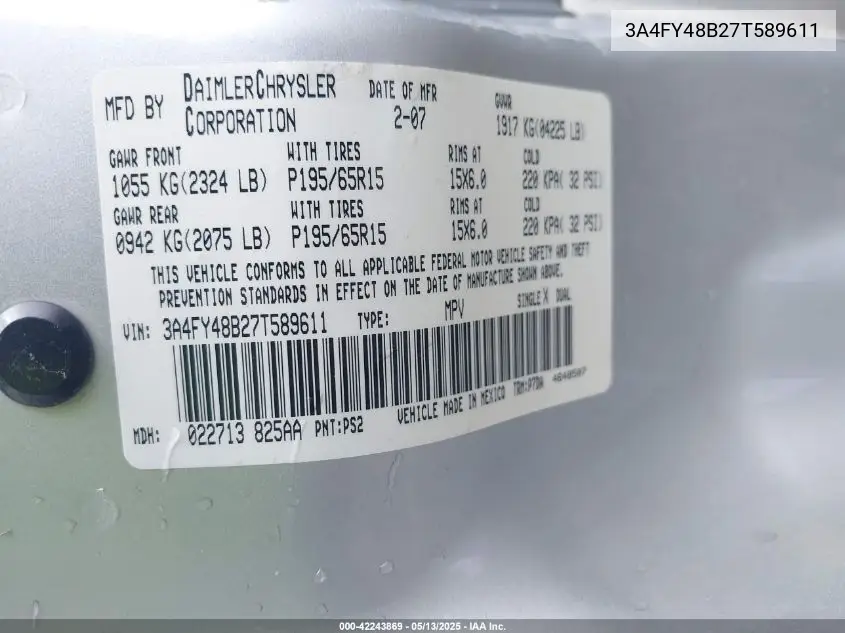 3A4FY48B27T589611
MFD BY DAIMLERCHRYSLER CORPORATION DATE OF MFR 2-07 GVWR 1917 KG(04225 LB)
GAWR FRONT WITH TIRES RIMS AT COLD
1055 KG(2324 LB) P195/65R15 15X6.0 220 KPA( 32 PSI)
GAWR REAR WITH TIRES RIMS AT COLD
0942 KG(2075 LB) P195/65R15 15X6.0 220 KPA( 32 PSI)
THIS VEHICLE CONFORMS TO ALL APPLICABLE FEDERAL MOTOR VEHICLE SAFETY AND THEFT
PREVENTION STANDARDS IN EFFECT ON THE DATE OF MANUFACTURE SHOWN ABOVE.
VIN: 3A4FY48B27T589611 TYPE: MPV SINGLE X DUAL
MDH: 022713 825AA PNT:PS2 VEHICLE MADE IN MEXICO TRM:P7DA
000-42243869 - 05/13/2025 - IAA Inc.